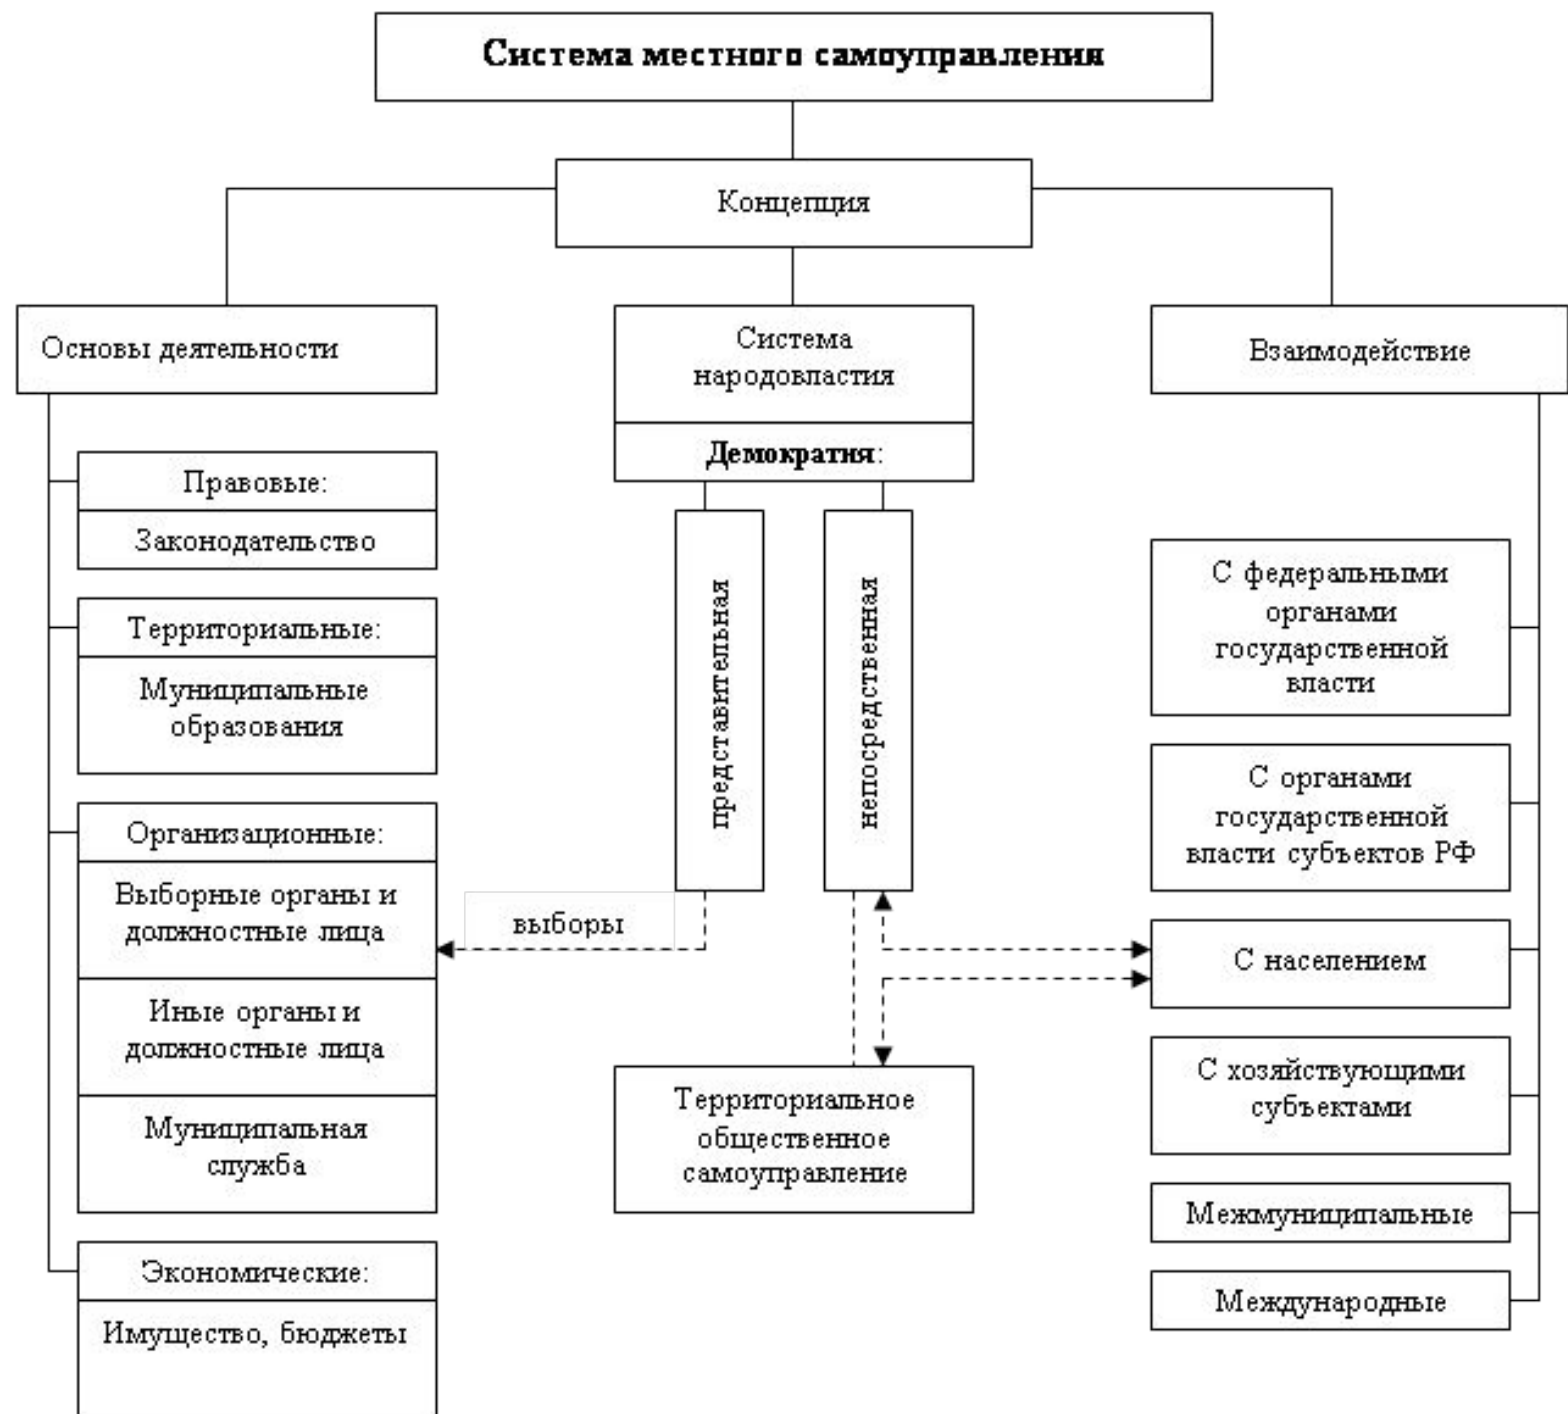 Система местного самоуправления
Концепция
Основы деятельности
Правовые:
Законодательство
Территориальные:
Муниципальные
образования
Организационные:
Выборные органы и
должностные лица
Иные органы и
должностные лица
Муниципальная
служба
Экономические:
Имущество, бюджеты
Система
народовластия
Демократия:
представительная
непосредственная
выборы
Территориальное
общественное
самоуправление
Взаимодействие
С федеральными
органами
государственной
власти
С органами
государственной
власти субъектов РФ
С населением
С хозяйствующими
субъектами
Межмуниципальные
Международные